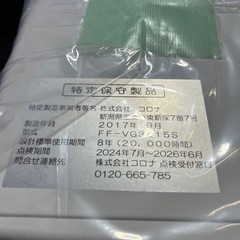 特定保守製品
特定製造事業者等名 株式会社 コロナ
新潟県三条市東新保7番7号
製造年月 2017年9月
型式 FF-VG 15S
設計標準使用期間 8年(20,000時間)
点検期間 2024年7月~2026年6月
問合せ連絡先 株式会社コロナ 点検受付窓口
0120-665-785